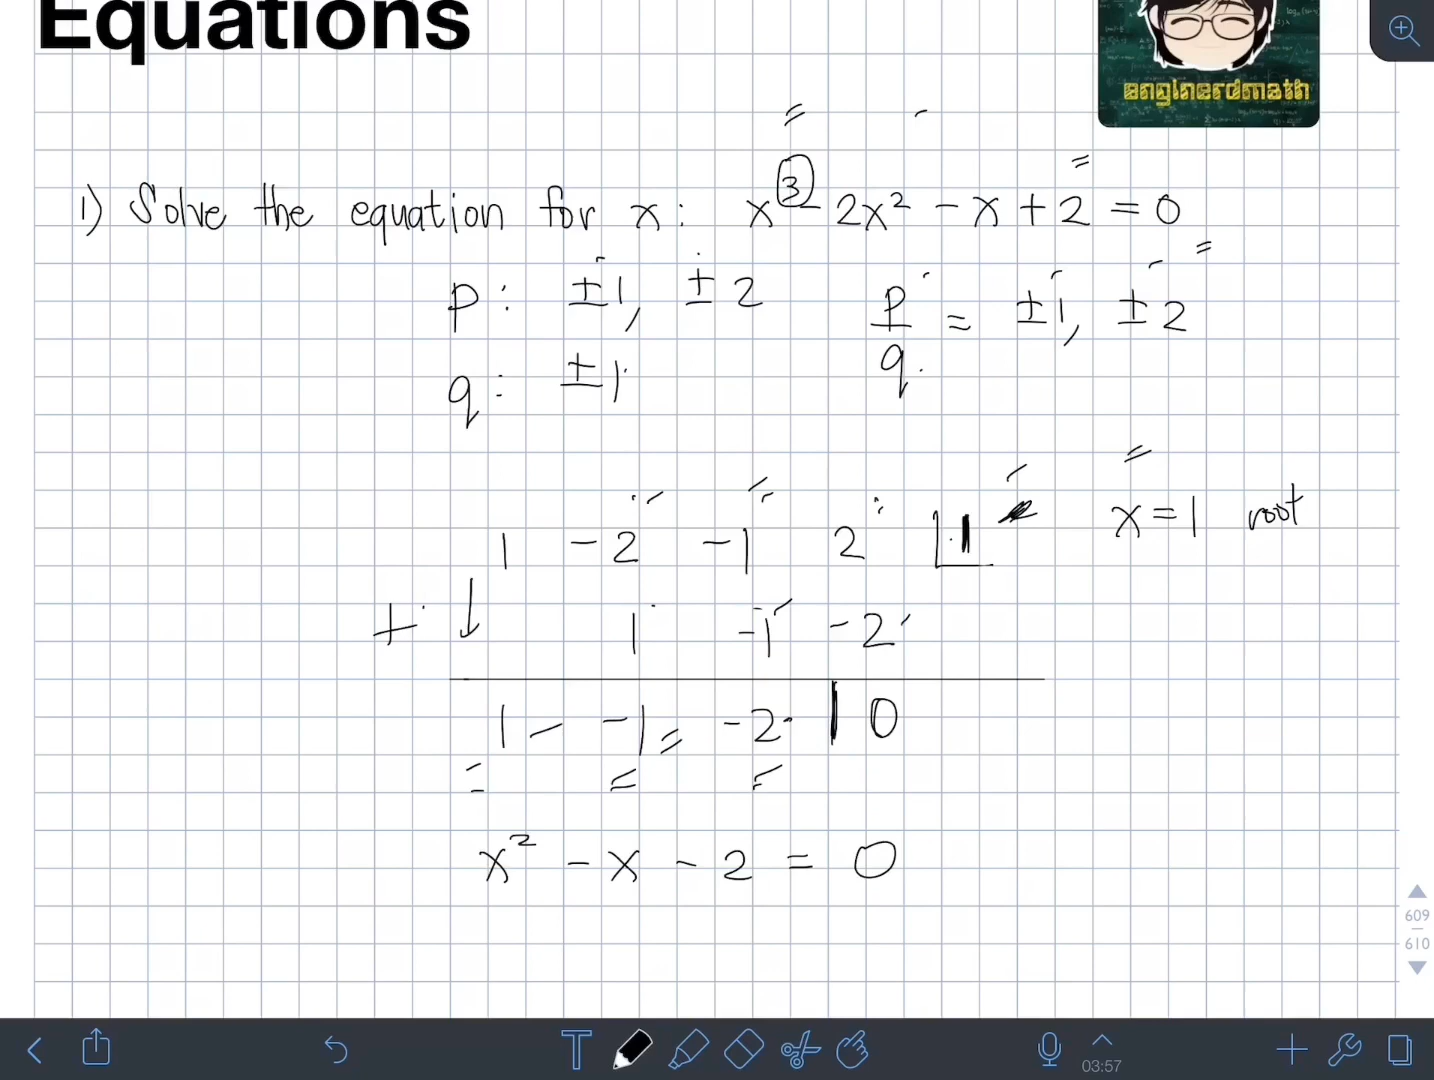 Equations
enginerdmath
1) Solve the equation for x: x³ - 2x² - x + 2 = 0
p: ±1, ±2
p/q = ±1, ±2
q: ±1
1 -2 -1 2 1
x = 1 root
+ ↓ 1 -1 -2
1 -1 -2 0
x² - x - 2 = 0
609
610
T
03:57